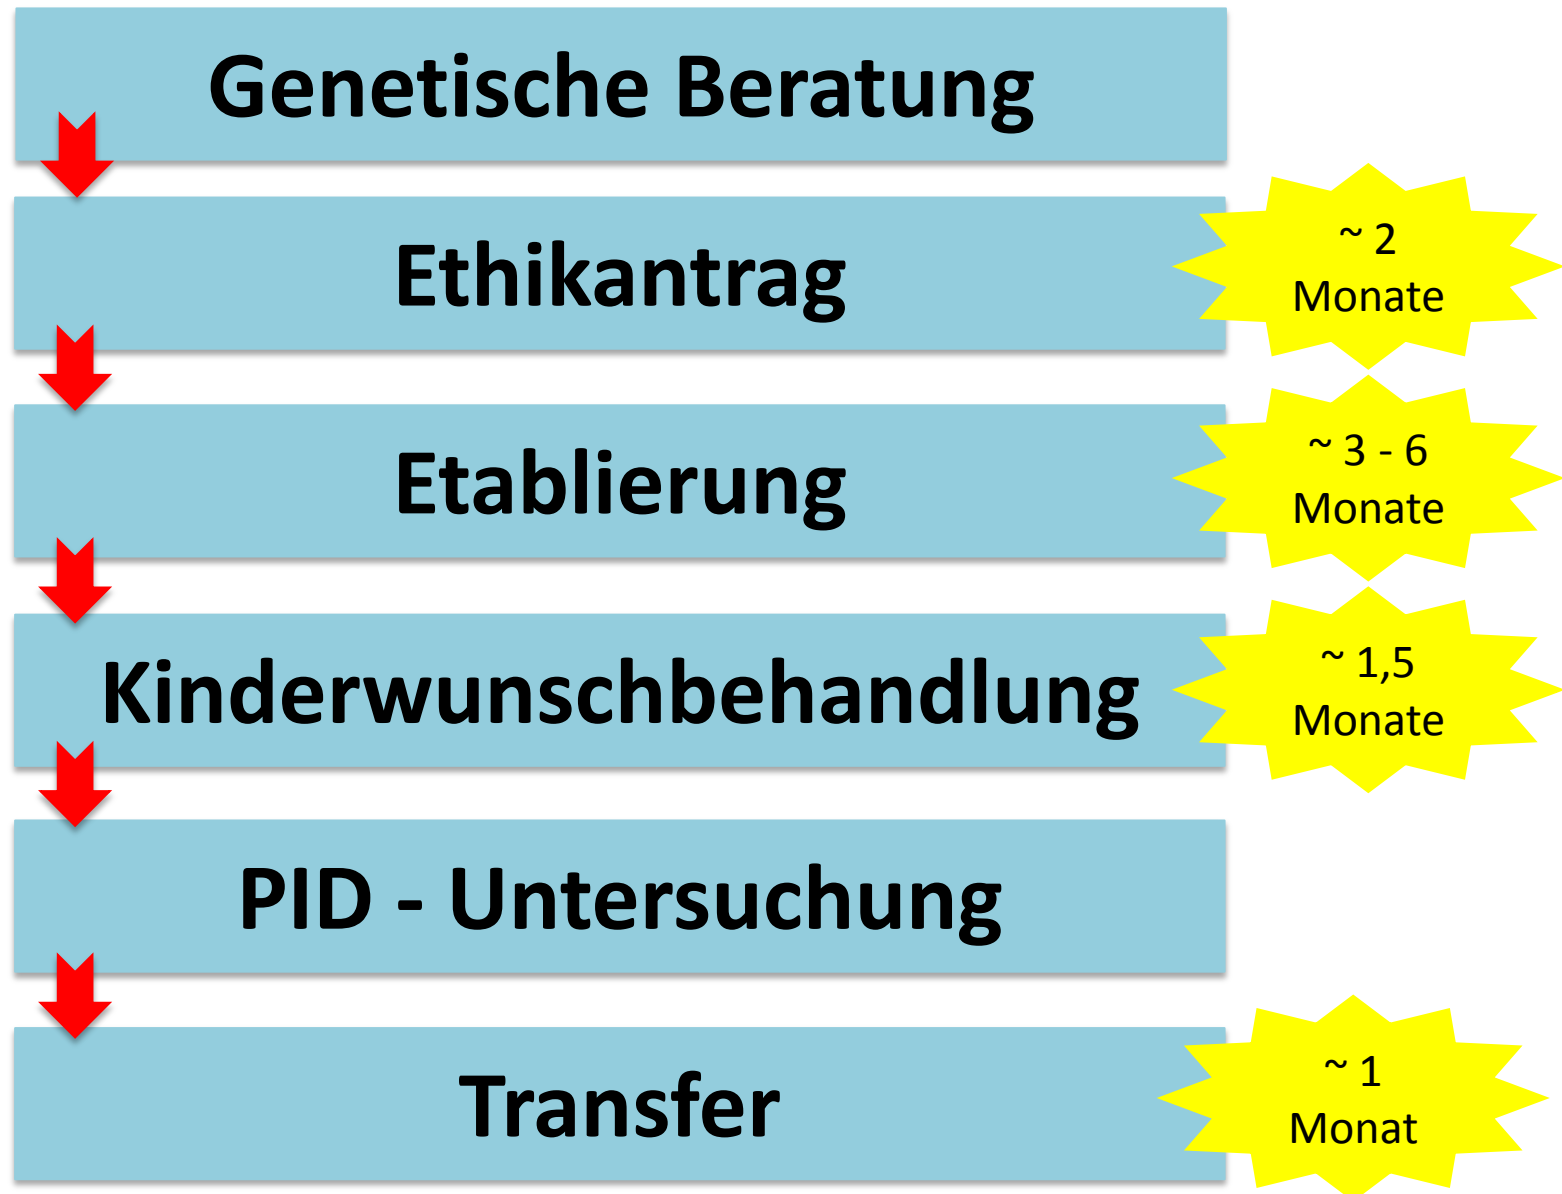 Genetische Beratung
Ethikantrag
~ 2
Monate
Etablierung
~ 3 - 6
Monate
Kinderwunschbehandlung
~ 1,5
Monate
PID - Untersuchung
Transfer
~ 1
Monat